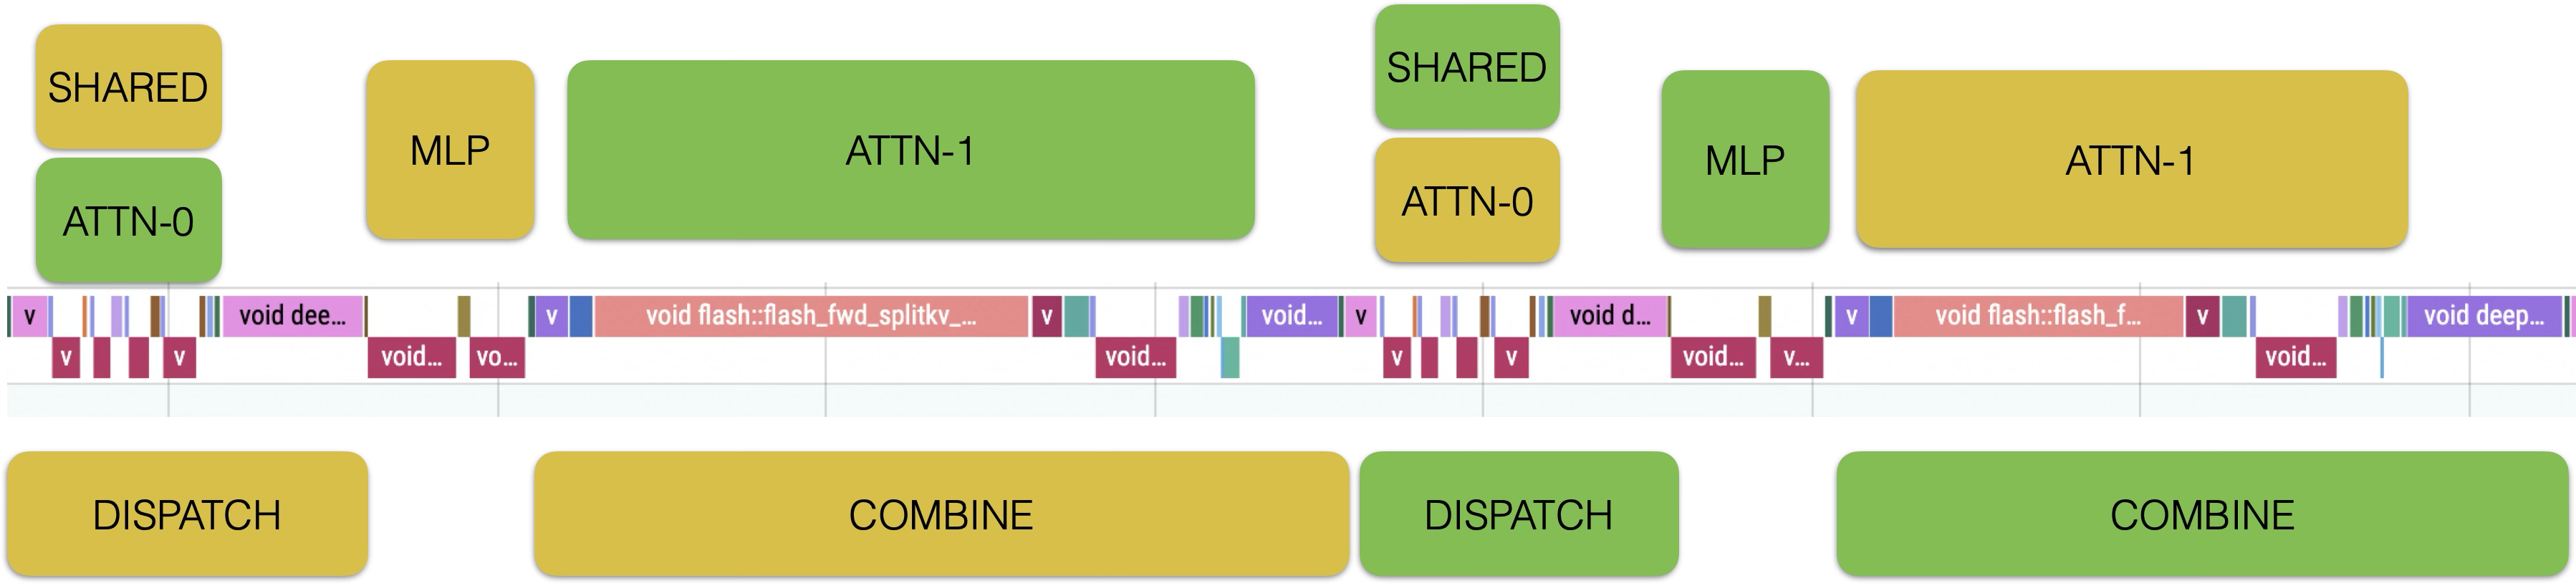 SHARED
SHARED
MLP
ATTN-1
MLP
ATTN-1
ATTN-0
ATTN-0
v
void dee...
v
void flash::flash_fwd_splitkv_...
v
void...
v
void d...
v
void flash::flash_f...
v
void deep...
v
v
void...
vo...
void...
v
v
void...
v...
void...
DISPATCH
COMBINE
DISPATCH
COMBINE